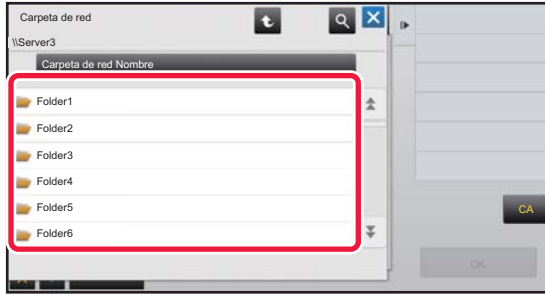 Carpeta de red
\\Server3
Carpeta de red Nombre
Folder1
Folder2
Folder3
Folder4
Folder5
Folder6
CA
OK